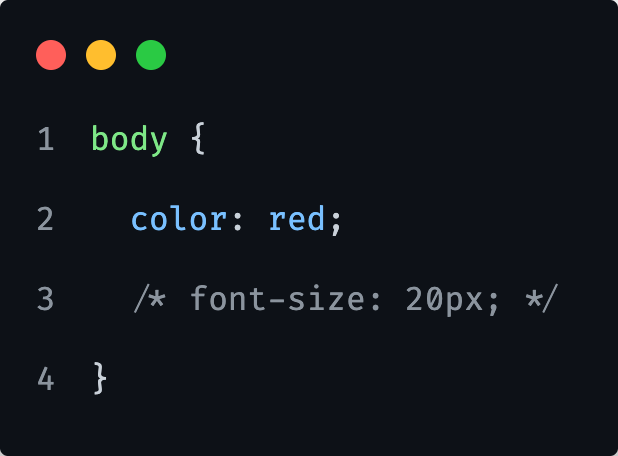 1 body {
2   color: red;
3   /* font-size: 20px; */
4 }